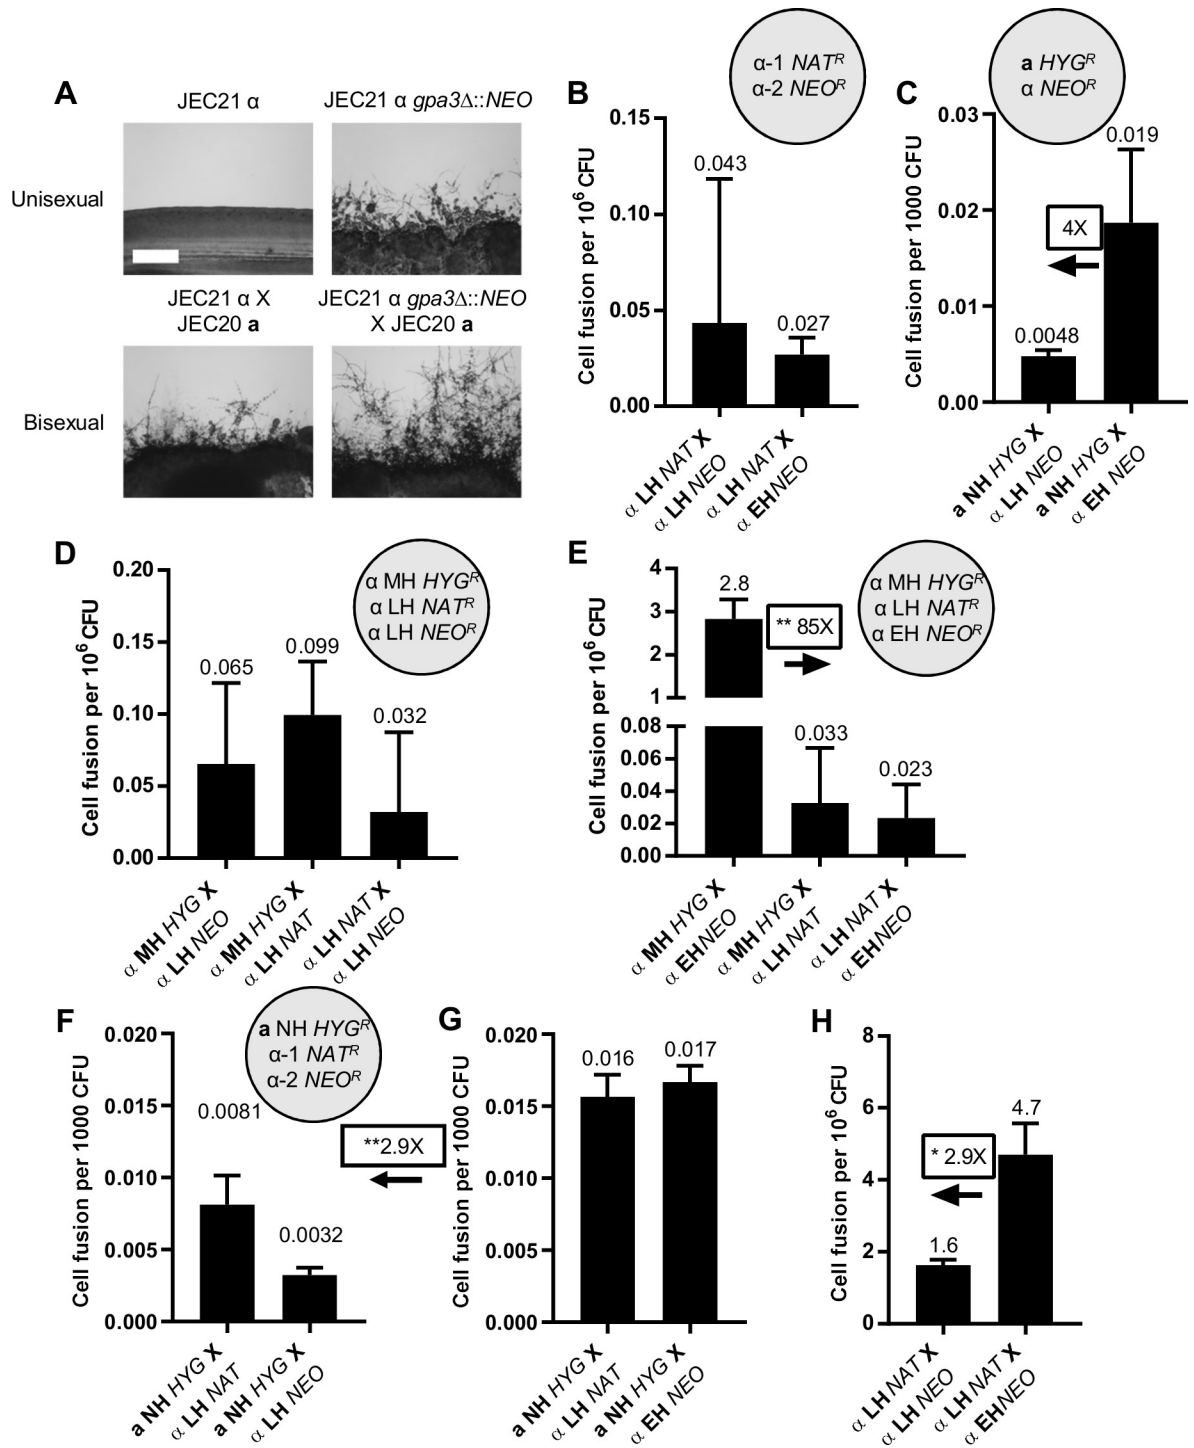 A
JEC21 α
JEC21 α gpa3Δ::NEO
Unisexual
JEC21 α X
JEC20 a
JEC21 α gpa3Δ::NEO
X JEC20 a
Bisexual
B
α-1 NATᴿ
α-2 NEOᴿ
Cell fusion per 10⁶ CFU
0.15
0.10
0.05
0.00
0.043
0.027
α LH NAT X
α LH NEO
α LH NAT X
α EH NEO
C
a HYGᴿ
α NEOᴿ
Cell fusion per 1000 CFU
0.03
0.02
0.01
0.00
0.019
4X
0.0048
a NH HYG X
α LH NEO
a NH HYG X
α EH NEO
D
α MH HYGᴿ
α LH NATᴿ
α LH NEOᴿ
Cell fusion per 10⁶ CFU
0.20
0.15
0.10
0.05
0.00
0.065
0.099
0.032
α MH HYG X
α LH NEO
α MH HYG X
α LH NAT
α LH NAT X
α LH NEO
E
α MH HYGᴿ
α LH NATᴿ
α EH NEOᴿ
Cell fusion per 10⁶ CFU
4
3
2
1
0.08
0.06
0.04
0.02
0.00
2.8
** 85X
0.033
0.023
α MH HYG X
α EH NEO
α MH HYG X
α LH NAT
α LH NAT X
α EH NEO
F
a NH HYGᴿ
α-1 NATᴿ
α-2 NEOᴿ
Cell fusion per 1000 CFU
0.020
0.015
0.010
0.005
0.000
0.0081
**2.9X
0.0032
a NH HYG X
α LH NAT
a NH HYG X
α LH NEO
G
Cell fusion per 1000 CFU
0.020
0.015
0.010
0.005
0.000
0.016
0.017
a NH HYG X
α LH NAT
a NH HYG X
α EH NEO
H
Cell fusion per 10⁶ CFU
8
6
4
2
0
4.7
* 2.9X
1.6
α LH NAT X
α LH NEO
α LH NAT X
α EH NEO